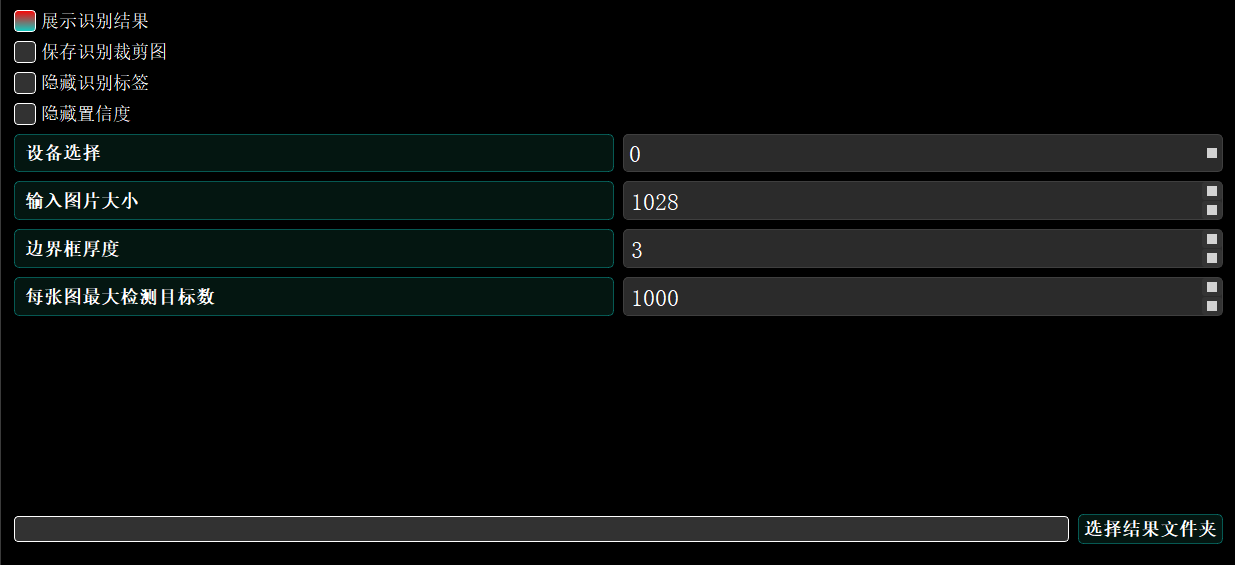 展示识别结果
保存识别裁剪图
隐藏识别标签
隐藏置信度
设备选择 0
输入图片大小 1028
边界框厚度 3
每张图最大检测目标数 1000
选择结果文件夹